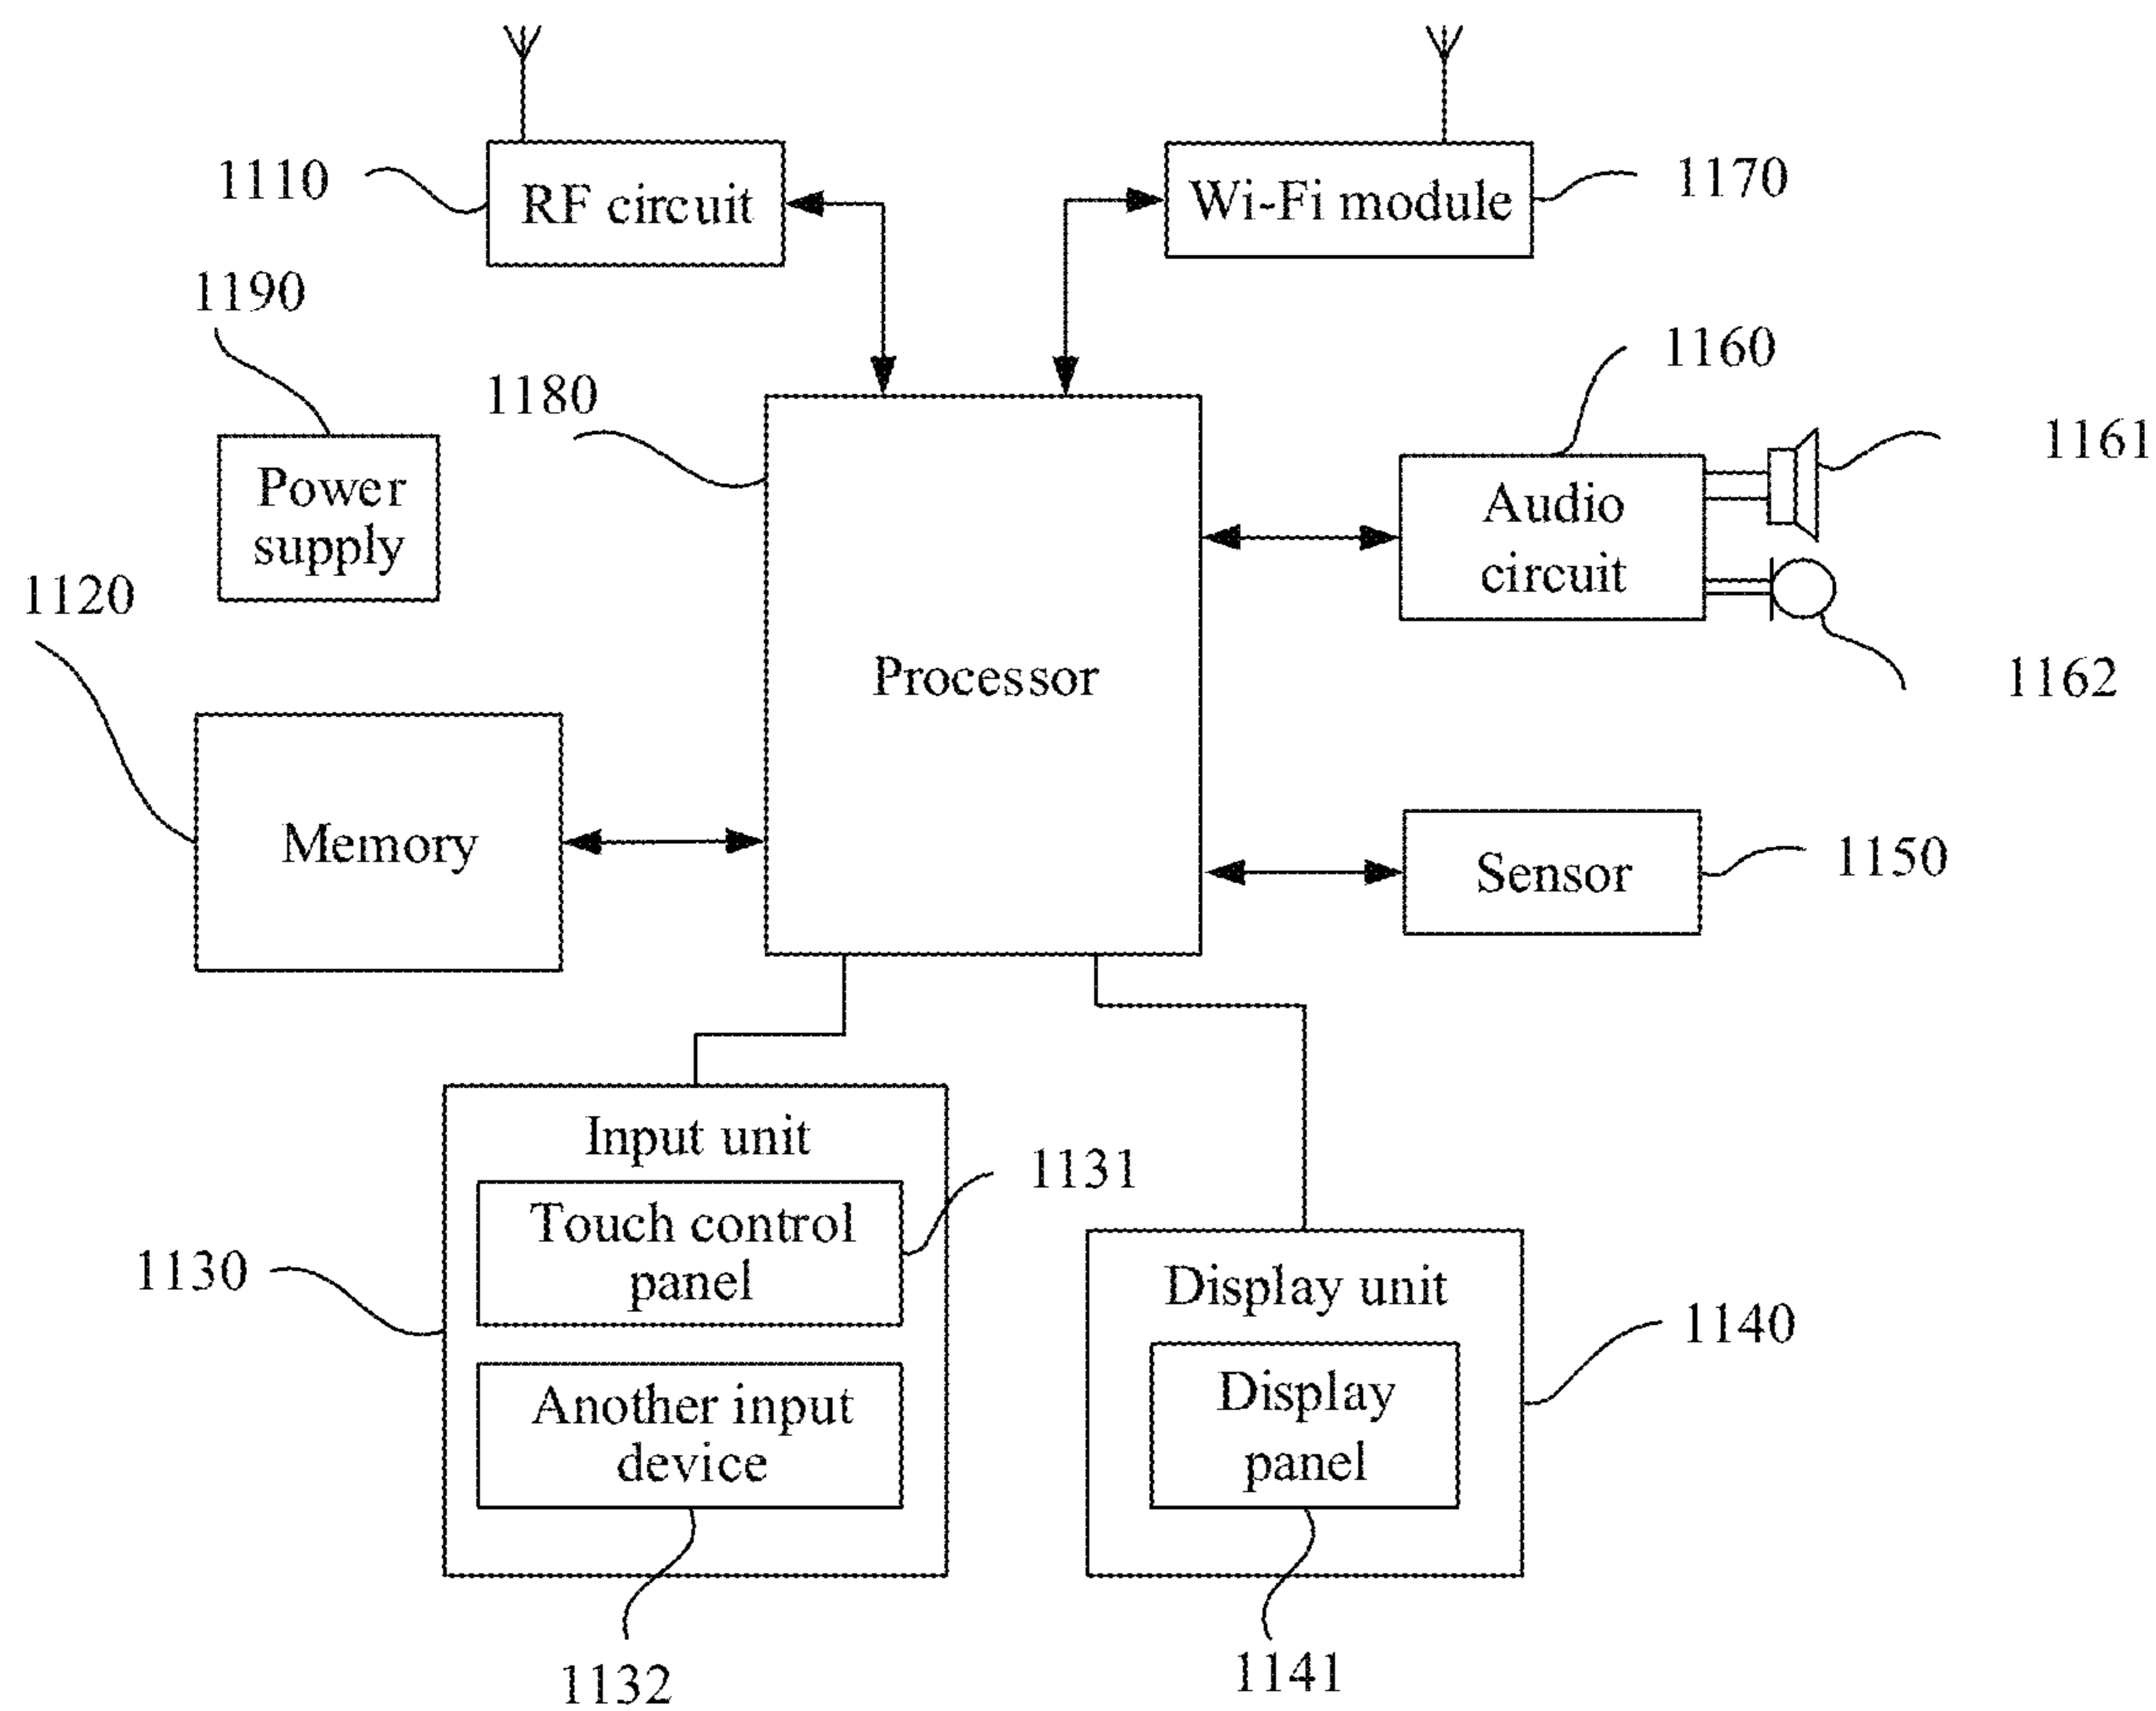 1110
RF circuit
Wi-Fi module
1170
1190
1180
1160
1161
Power
supply
Audio
circuit
1120
1162
Processor
Memory
Sensor
1150
Input unit
1131
Touch control
panel
1130
Another input
device
1132
Display unit
1140
Display
panel
1141